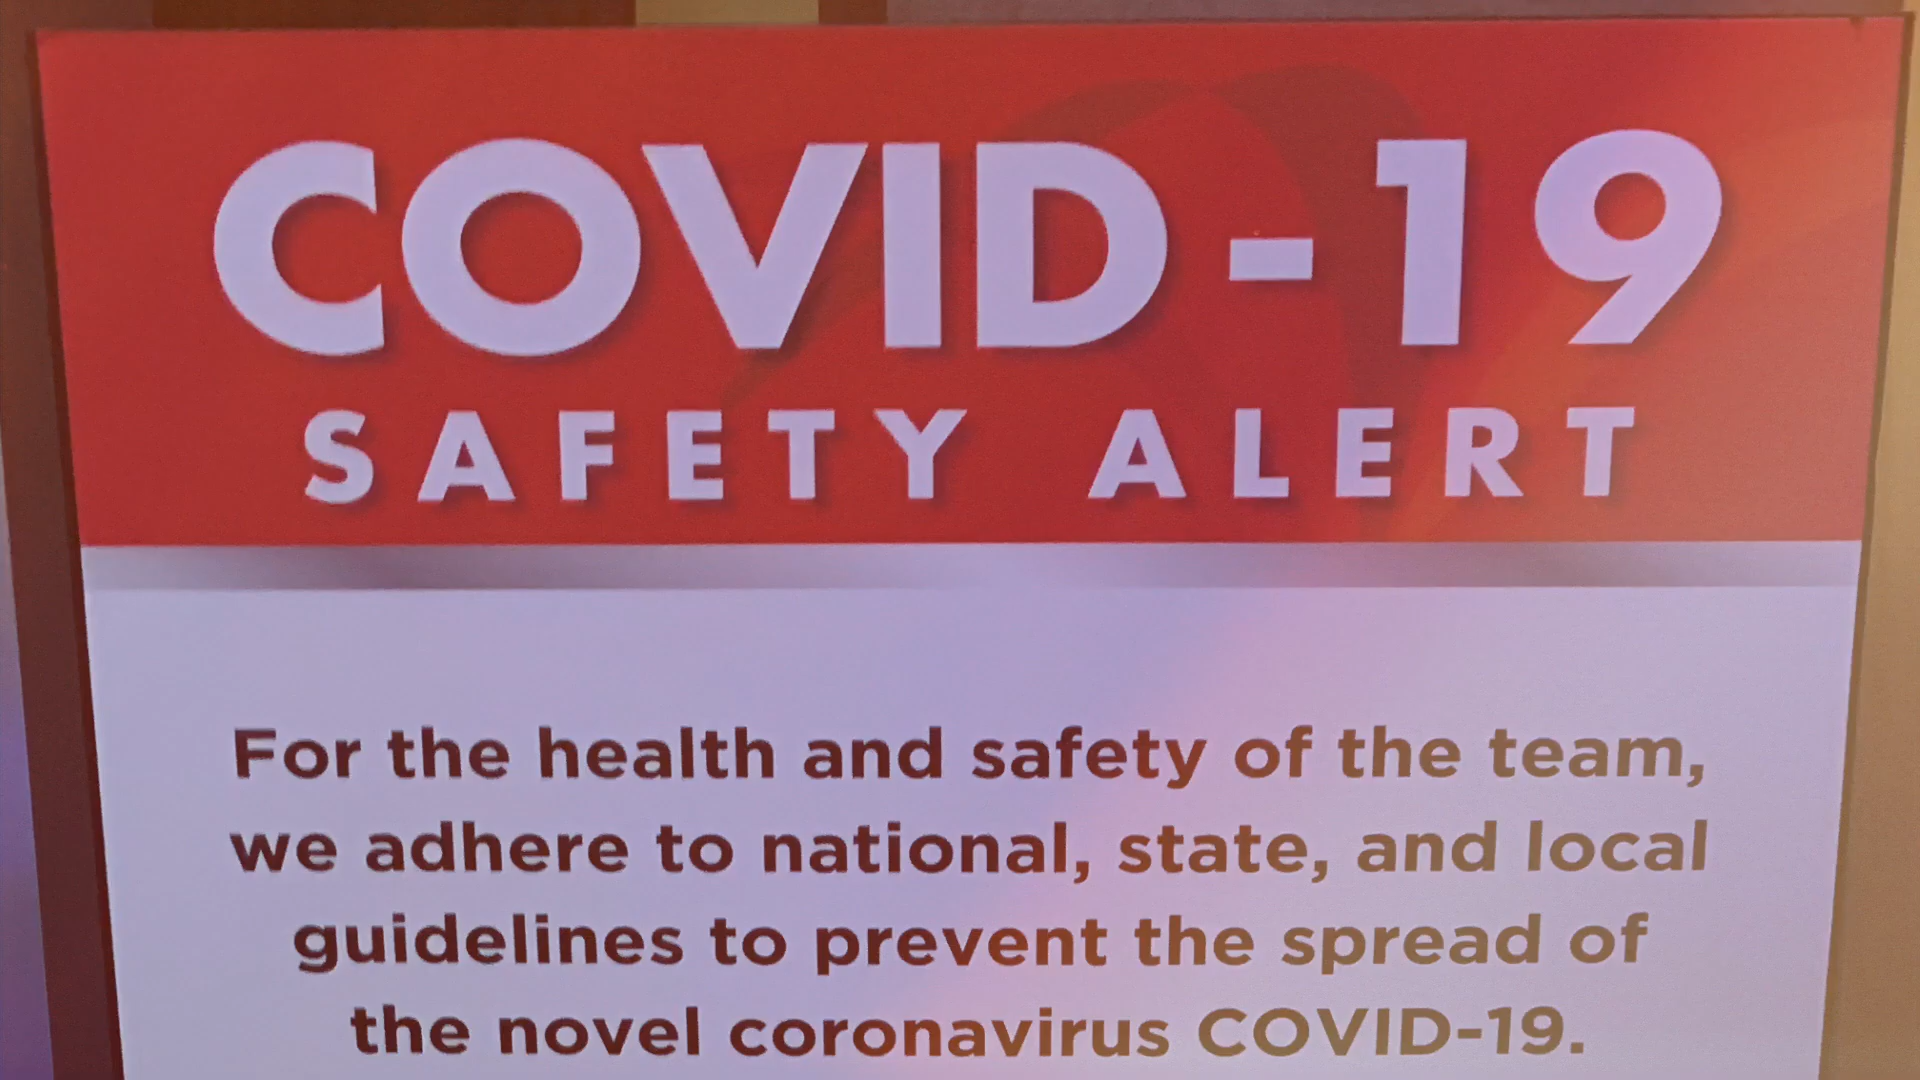 COVID-19
SAFETY ALERT
For the health and safety of the team,
we adhere to national, state, and local
guidelines to prevent the spread of
the novel coronavirus COVID-19.